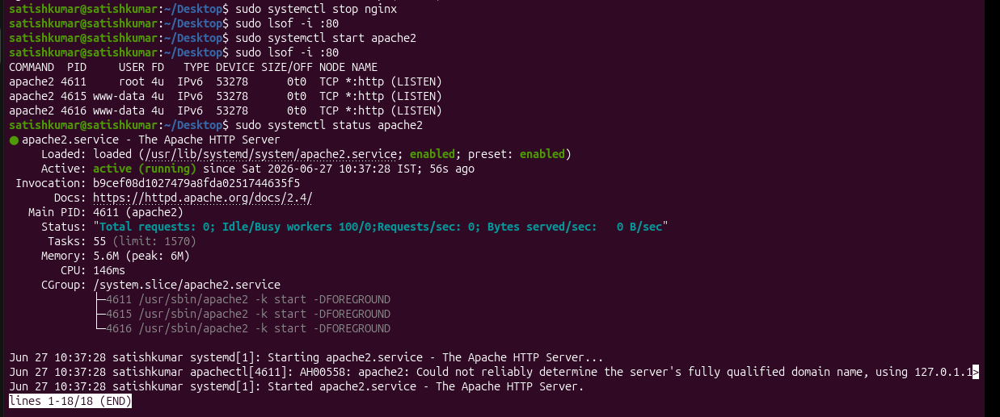 satishkumar@satishkumar:~/Desktop$ sudo systemctl stop nginx
satishkumar@satishkumar:~/Desktop$ sudo lsof -i :80
satishkumar@satishkumar:~/Desktop$ sudo systemctl start apache2
satishkumar@satishkumar:~/Desktop$ sudo lsof -i :80
COMMAND  PID     USER FD   TYPE DEVICE SIZE/OFF NODE NAME
apache2 4611     root 4u  IPv6  53278      0t0  TCP *:http (LISTEN)
apache2 4615 www-data 4u  IPv6  53278      0t0  TCP *:http (LISTEN)
apache2 4616 www-data 4u  IPv6  53278      0t0  TCP *:http (LISTEN)
satishkumar@satishkumar:~/Desktop$ sudo systemctl status apache2
● apache2.service - The Apache HTTP Server
     Loaded: loaded (/usr/lib/systemd/system/apache2.service; enabled; preset: enabled)
     Active: active (running) since Sat 2026-06-27 10:37:28 IST; 56s ago
 Invocation: b9cef08d1027479a8fda0251744635f5
       Docs: https://httpd.apache.org/docs/2.4/
   Main PID: 4611 (apache2)
     Status: "Total requests: 0; Idle/Busy workers 100/0;Requests/sec: 0; Bytes served/sec:   0 B/sec"
      Tasks: 55 (limit: 1570)
     Memory: 5.6M (peak: 6M)
        CPU: 146ms
     CGroup: /system.slice/apache2.service
             ├─4611 /usr/sbin/apache2 -k start -DFOREGROUND
             ├─4615 /usr/sbin/apache2 -k start -DFOREGROUND
             └─4616 /usr/sbin/apache2 -k start -DFOREGROUND
Jun 27 10:37:28 satishkumar systemd[1]: Starting apache2.service - The Apache HTTP Server...
Jun 27 10:37:28 satishkumar apachectl[4611]: AH00558: apache2: Could not reliably determine the server's fully qualified domain name, using 127.0.1.1>
Jun 27 10:37:28 satishkumar systemd[1]: Started apache2.service - The Apache HTTP Server.
lines 1-18/18 (END)